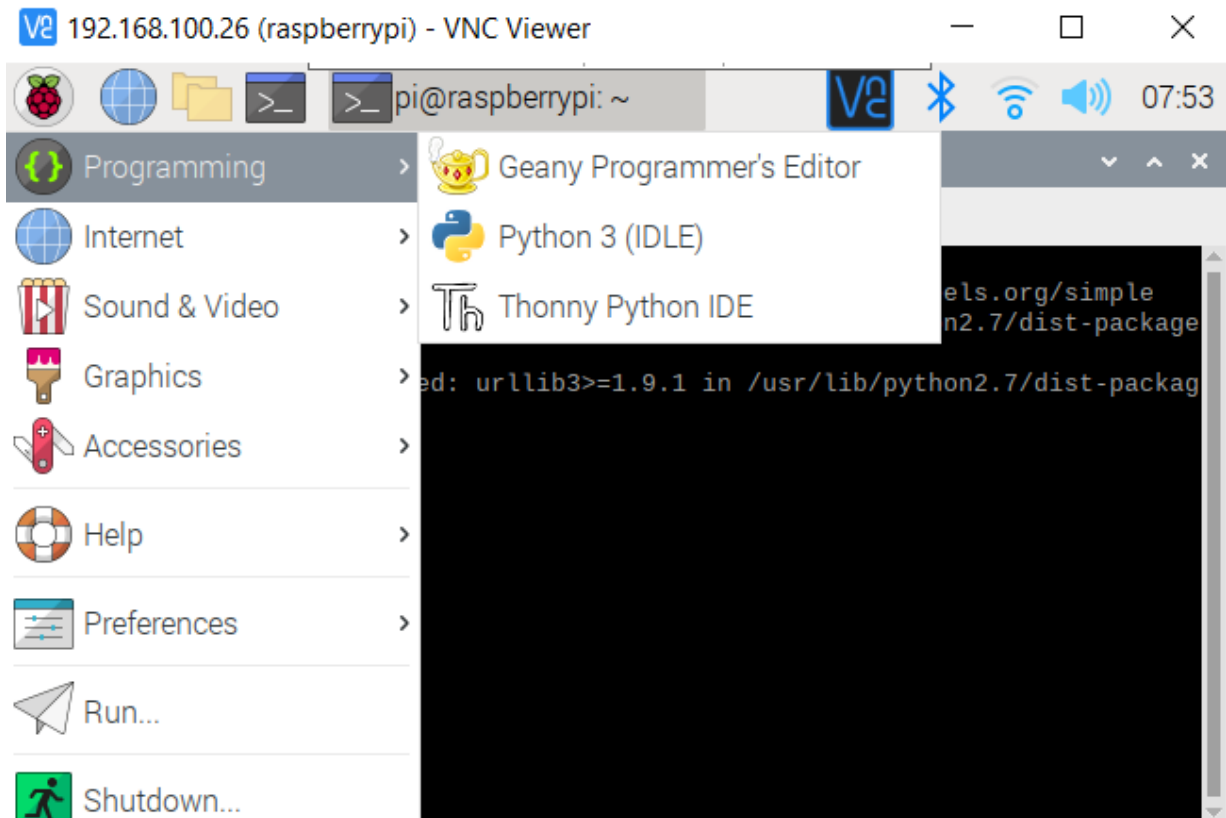 192.168.100.26 (raspberrypi) - VNC Viewer
pi@raspberrypi: ~
07:53
Programming
Geany Programmer's Editor
Internet
Python 3 (IDLE)
Sound & Video
Thonny Python IDE
els.org/simple
n2.7/dist-package
Graphics
ed: urllib3>=1.9.1 in /usr/lib/python2.7/dist-packag
Accessories
Help
Preferences
Run...
Shutdown...